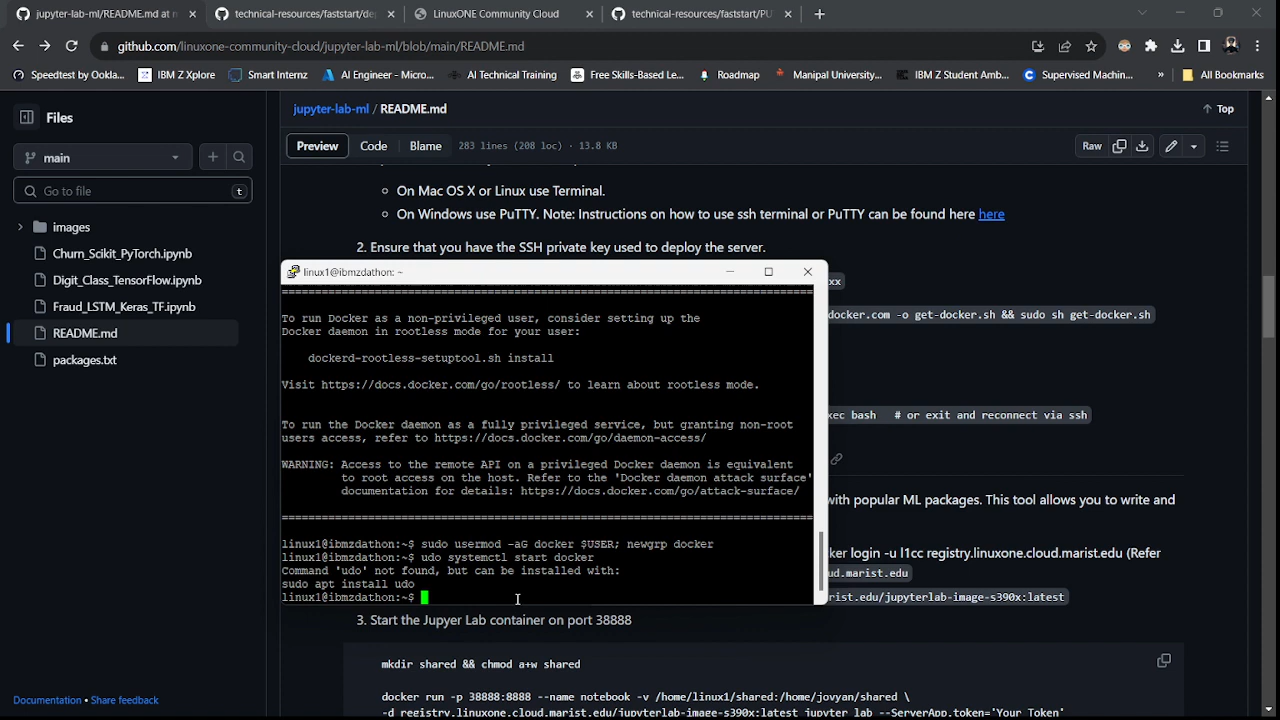 jupyter-lab-ml/README.md at n
technical-resources/faststart/de
LinuxONE Community Cloud
technical-resources/faststart/PU
github.com/linuxone-community-cloud/jupyter-lab-ml/blob/main/README.md
Speedtest by Ookla...
IBM Z Xplore
Smart Internz
AI Engineer - Micro...
AI Technical Training
Free Skills-Based Le...
Roadmap
Manipal University,...
IBM Z Student Amb...
Supervised Machin...
»
All Bookmarks
Files
jupyter-lab-ml / README.md
Top
main
Preview
Code
Blame
283 lines (208 loc) · 13.8 KB
Raw
Go to file
t
images
Churn_Scikit_PyTorch.ipynb
Digit_Class_TensorFlow.ipynb
Fraud_LSTM_Keras_TF.ipynb
README.md
packages.txt
On Mac OS X or Linux use Terminal.
On Windows use PuTTY. Note: Instructions on how to use ssh terminal or PuTTY can be found here here
2. Ensure that you have the SSH private key used to deploy the server.
linux1@ibmzdathon: ~
xx
docker.com -o get-docker.sh && sudo sh get-docker.sh
To run Docker as a non-privileged user, consider setting up the
Docker daemon in rootless mode for your user:
dockerd-rootless-setuptool.sh install
Visit https://docs.docker.com/go/rootless/ to learn about rootless mode.
To run the Docker daemon as a fully privileged service, but granting non-root
users access, refer to https://docs.docker.com/go/daemon-access/
WARNING: Access to the remote API on a privileged Docker daemon is equivalent
to root access on the host. Refer to the 'Docker daemon attack surface'
documentation for details: https://docs.docker.com/go/attack-surface/
linux1@ibmzdathon:~$ sudo usermod -aG docker $USER; newgrp docker
linux1@ibmzdathon:~$ udo systemctl start docker
Command 'udo' not found, but can be installed with:
sudo apt install udo
linux1@ibmzdathon:~$
xec bash # or exit and reconnect via ssh
with popular ML packages. This tool allows you to write and
ker login -u l1cc registry.linuxone.cloud.marist.edu (Refer
ud.marist.edu
rist.edu/jupyterlab-image-s390x:latest
3. Start the Jupyer Lab container on port 38888
mkdir shared && chmod a+w shared
docker run -p 38888:8888 --name notebook -v /home/linux1/shared:/home/jovyan/shared \
-d registry.linuxone.cloud.marist.edu/jupyterlab-image-s390x:latest jupyter lab --ServerApp.token='Your Token'
Documentation • Share feedback